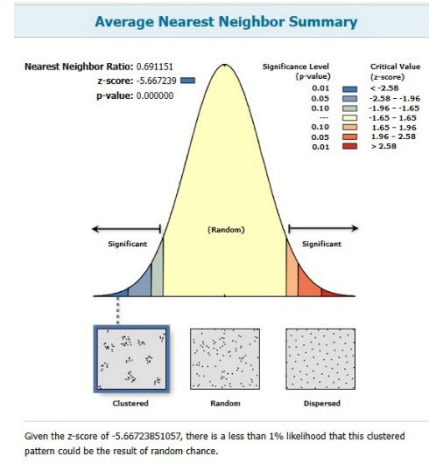 Average Nearest Neighbor Summary
Nearest Neighbor Ratio: 0.691151
z-score: -5.667239
p-value: 0.000000
Significance Level
(p-value)
Critical Value
(z-score)
0.01 < -2.58
0.05 -2.58 - -1.96
0.10 -1.96 - -1.65
--- -1.65 - 1.65
0.10 1.65 - 1.96
0.05 1.96 - 2.58
0.01 > 2.58
Significant
(Random)
Significant
Clustered
Random
Dispersed
Given the z-score of -5.66723851057, there is a less than 1% likelihood that this clustered
pattern could be the result of random chance.